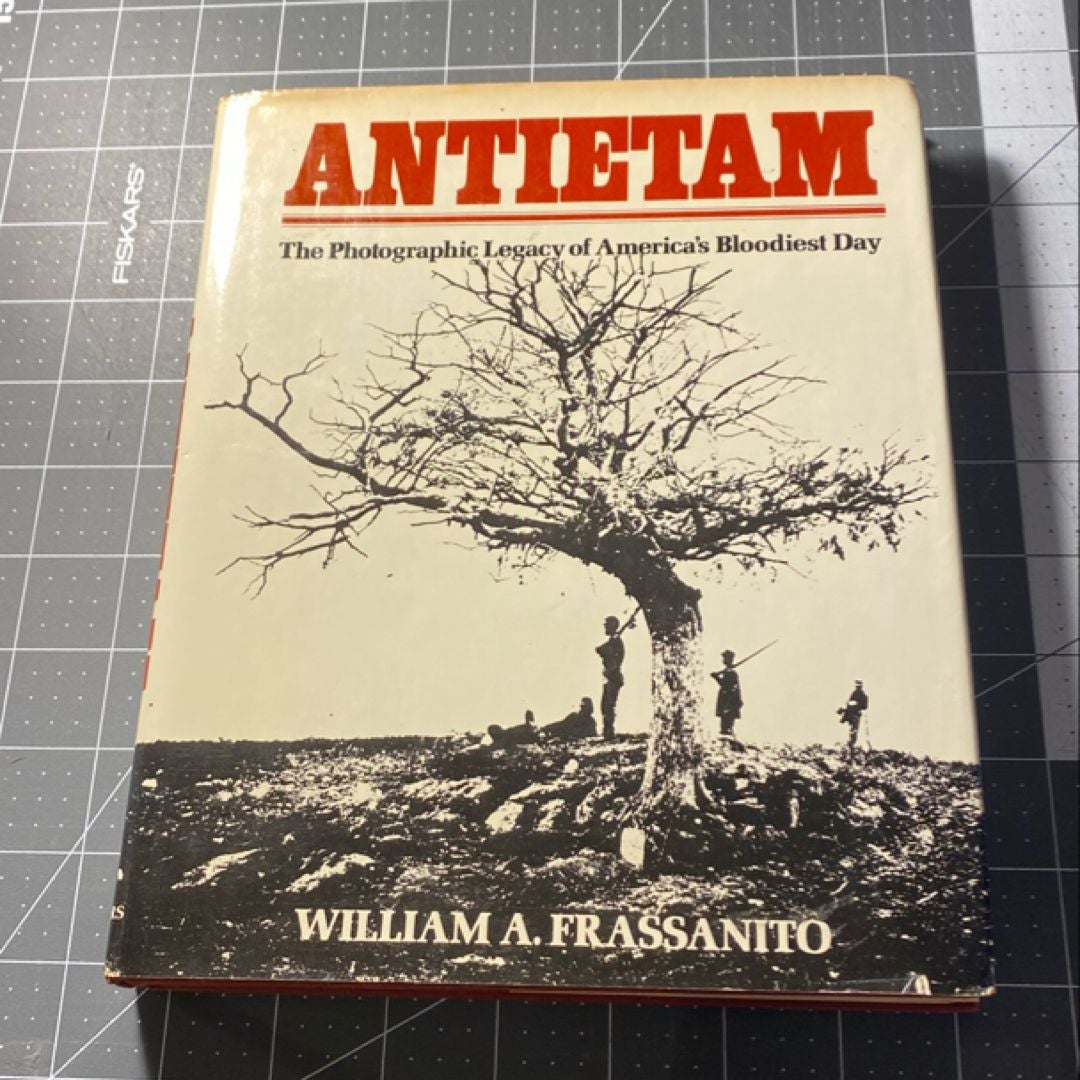 ANTIETAM
The Photographic Legacy of America's Bloodiest Day
WILLIAM A. FRASSANITO
FISKARS®